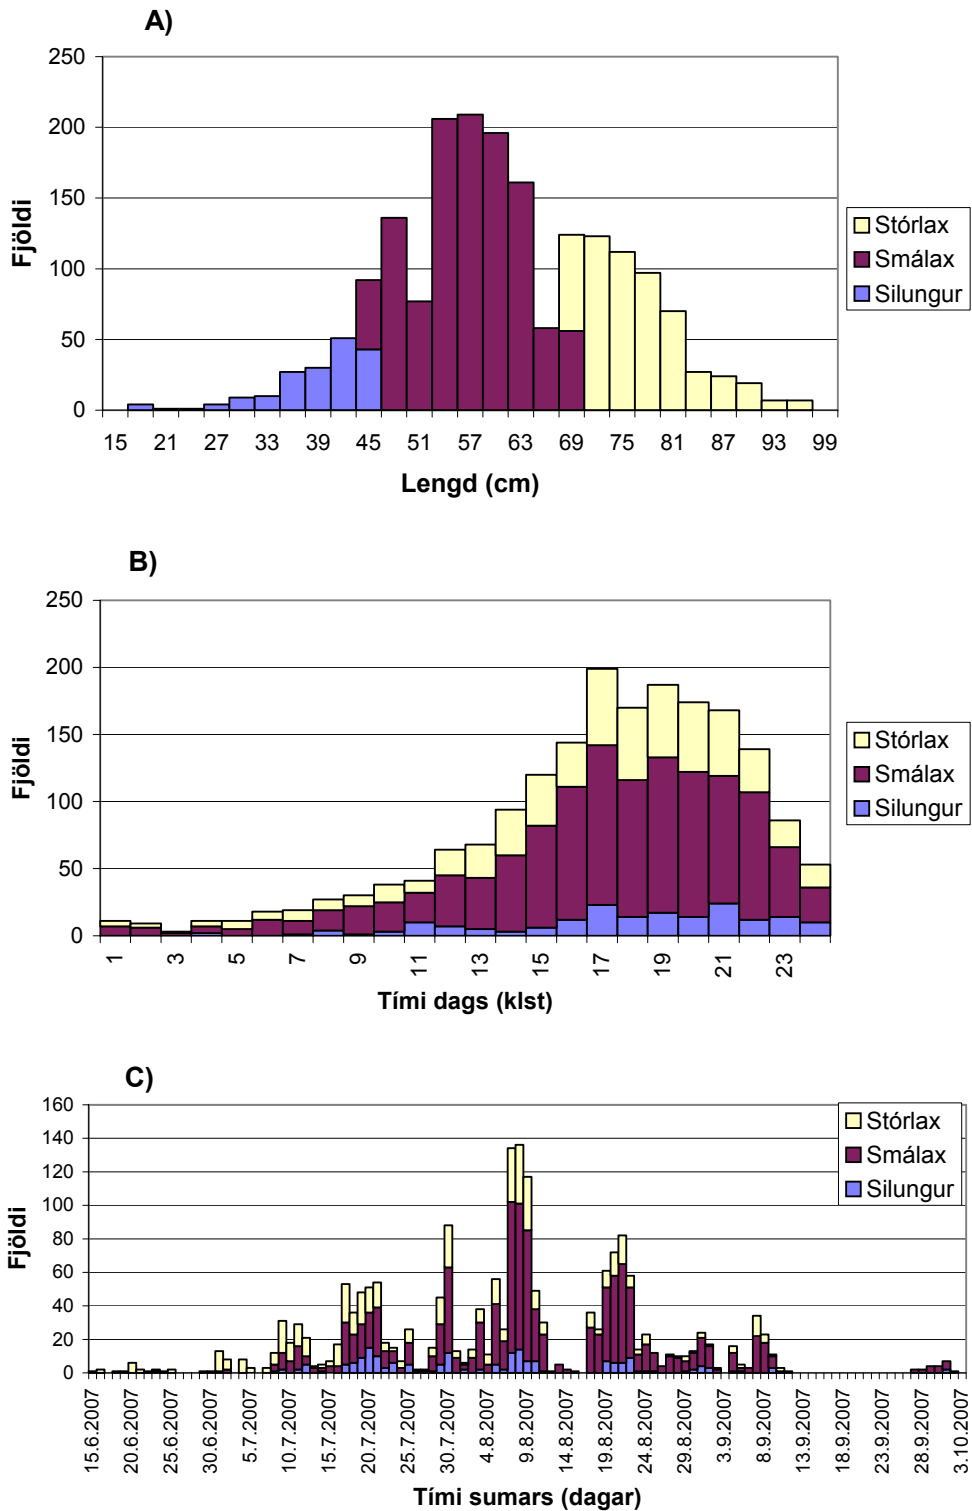 A)
250
200
150
100
50
0
Fjöldi
15 21 27 33 39 45 51 57 63 69 75 81 87 93 99
Lengd (cm)
Stórlax
Smálax
Silungur
B)
250
200
150
100
50
0
Fjöldi
1 3 5 7 9 11 13 15 17 19 21 23
Tími dags (klst)
Stórlax
Smálax
Silungur
C)
160
140
120
100
80
60
40
20
0
Fjöldi
15.6.2007 20.6.2007 25.6.2007 30.6.2007 5.7.2007 10.7.2007 15.7.2007 20.7.2007 25.7.2007 30.7.2007 4.8.2007 9.8.2007 14.8.2007 19.8.2007 24.8.2007 29.8.2007 3.9.2007 8.9.2007 13.9.2007 18.9.2007 23.9.2007 28.9.2007 3.10.2007
Tími sumars (dagar)
Stórlax
Smálax
Silungur